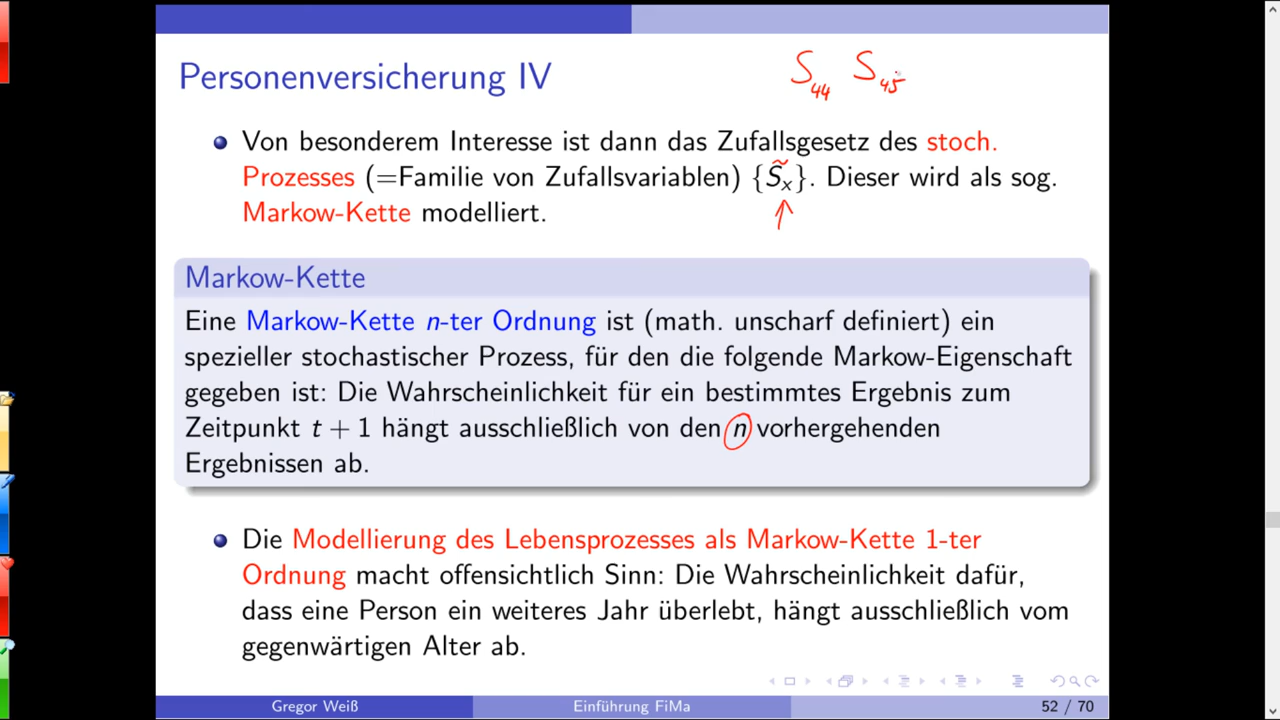 Personenversicherung IV
S44 S45
Von besonderem Interesse ist dann das Zufallsgesetz des stoch.
Prozesses (=Familie von Zufallsvariablen) {S̃x}. Dieser wird als sog.
Markow-Kette modelliert.
Markow-Kette
Eine Markow-Kette n-ter Ordnung ist (math. unscharf definiert) ein
spezieller stochastischer Prozess, für den die folgende Markow-Eigenschaft
gegeben ist: Die Wahrscheinlichkeit für ein bestimmtes Ergebnis zum
Zeitpunkt t + 1 hängt ausschließlich von den n vorhergehenden
Ergebnissen ab.
Die Modellierung des Lebensprozesses als Markow-Kette 1-ter
Ordnung macht offensichtlich Sinn: Die Wahrscheinlichkeit dafür,
dass eine Person ein weiteres Jahr überlebt, hängt ausschließlich vom
gegenwärtigen Alter ab.
Gregor Weiß
Einführung FiMa
52 / 70